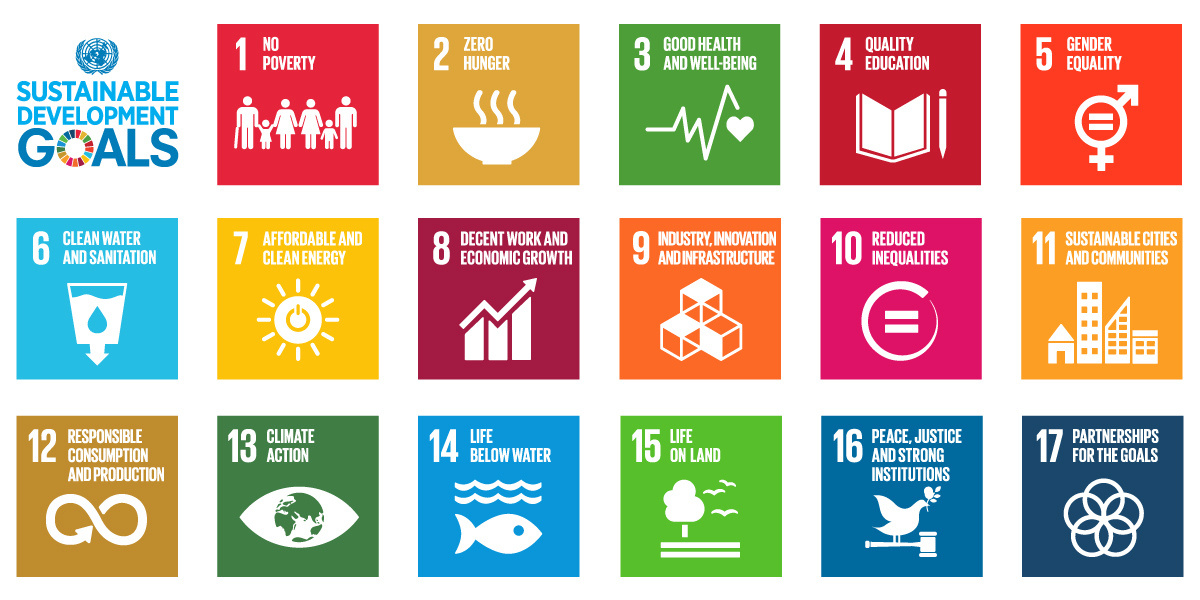 SUSTAINABLE
DEVELOPMENT
GOALS
1 NO
POVERTY
2 ZERO
HUNGER
3 GOOD HEALTH
AND WELL-BEING
4 QUALITY
EDUCATION
5 GENDER
EQUALITY
6 CLEAN WATER
AND SANITATION
7 AFFORDABLE AND
CLEAN ENERGY
8 DECENT WORK AND
ECONOMIC GROWTH
9 INDUSTRY, INNOVATION
AND INFRASTRUCTURE
10 REDUCED
INEQUALITIES
11 SUSTAINABLE CITIES
AND COMMUNITIES
12 RESPONSIBLE
CONSUMPTION
AND PRODUCTION
13 CLIMATE
ACTION
14 LIFE
BELOW WATER
15 LIFE
ON LAND
16 PEACE, JUSTICE
AND STRONG
INSTITUTIONS
17 PARTNERSHIPS
FOR THE GOALS